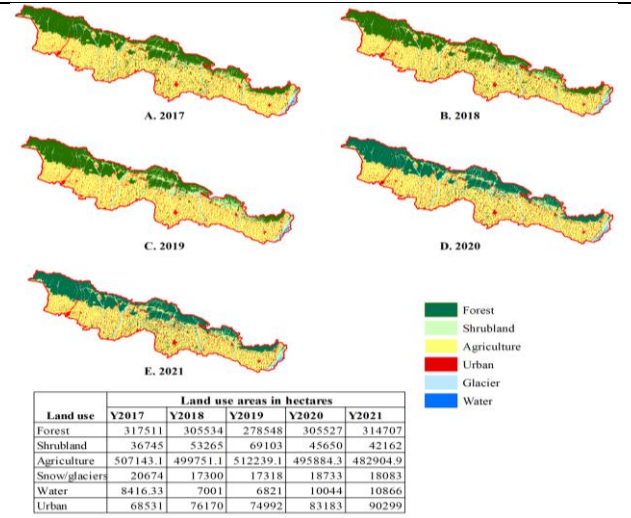 A. 2017
B. 2018
C. 2019
D. 2020
E. 2021
Forest
Shrubland
Agriculture
Urban
Glacier
Water
Land use areas in hectares
Land use Y2017 Y2018 Y2019 Y2020 Y2021
Forest 317511 305534 278548 305527 314707
Shrubland 36745 53265 69103 45650 42162
Agriculture 507143.1 499751.1 512239.1 495884.3 482904.9
Snow/glaciers 20674 17300 17318 18733 18083
Water 8416.33 7001 6821 10044 10866
Urban 68531 76170 74992 83183 90299